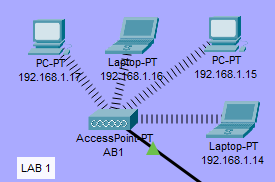 PC-PT
192.168.1.17
Laptop-PT
192.168.1.16
PC-PT
192.168.1.15
AccessPoint-PT
AB1
Laptop-PT
192.168.1.14
LAB 1